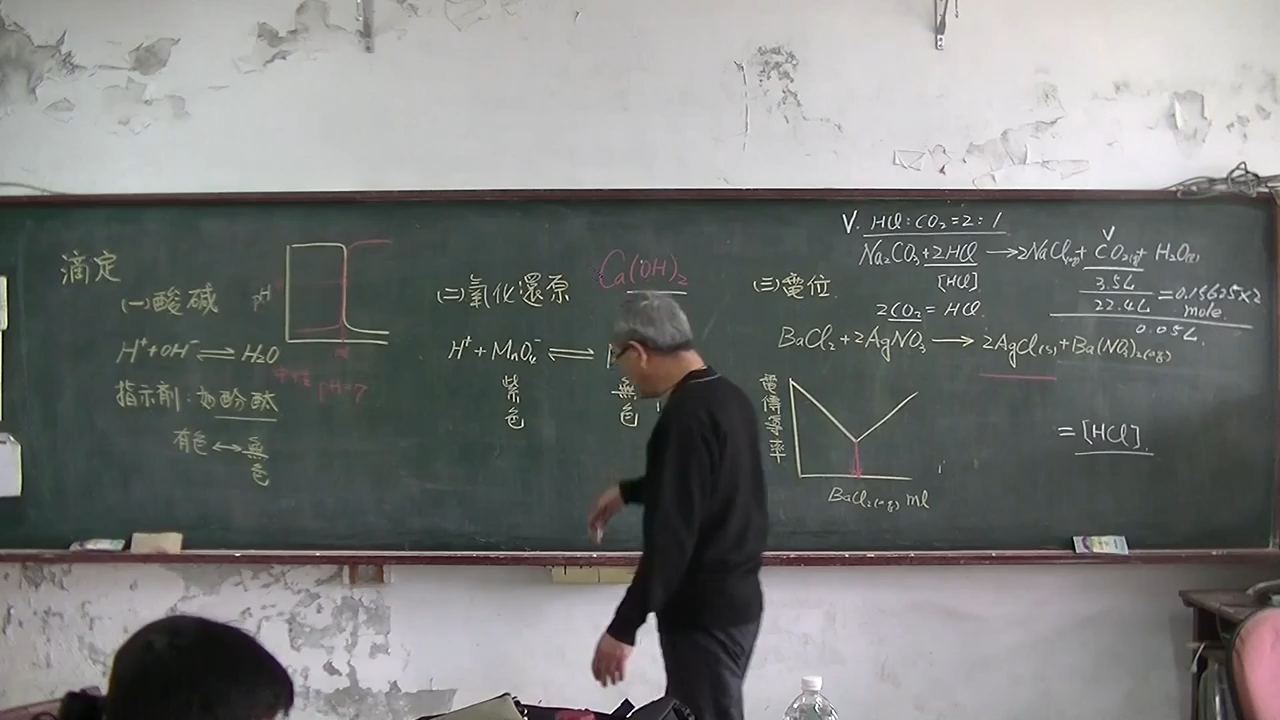 滴定
(一)酸碱
pH
H⁺+OH⁻⇌H₂O
pH=7
指示劑:如酚酞
有色↔無色
(二)氧化還原
Ca(OH)₂
H⁺+MnO₄⁻⇌
紫色
無色
(三)電位
V. HCl:CO₂=2:1
V
Na₂CO₃+2HCl→2NaCl(aq)+CO₂(g)+H₂O(l)
[HCl]
3.5L
22.4L
=0.15625×2
mole
0.05L
2CO₂=HCl
BaCl₂+2AgNO₃→2AgCl(s)+Ba(NO₃)₂(aq)
電導率
BaCl₂(aq) ml
=[HCl].